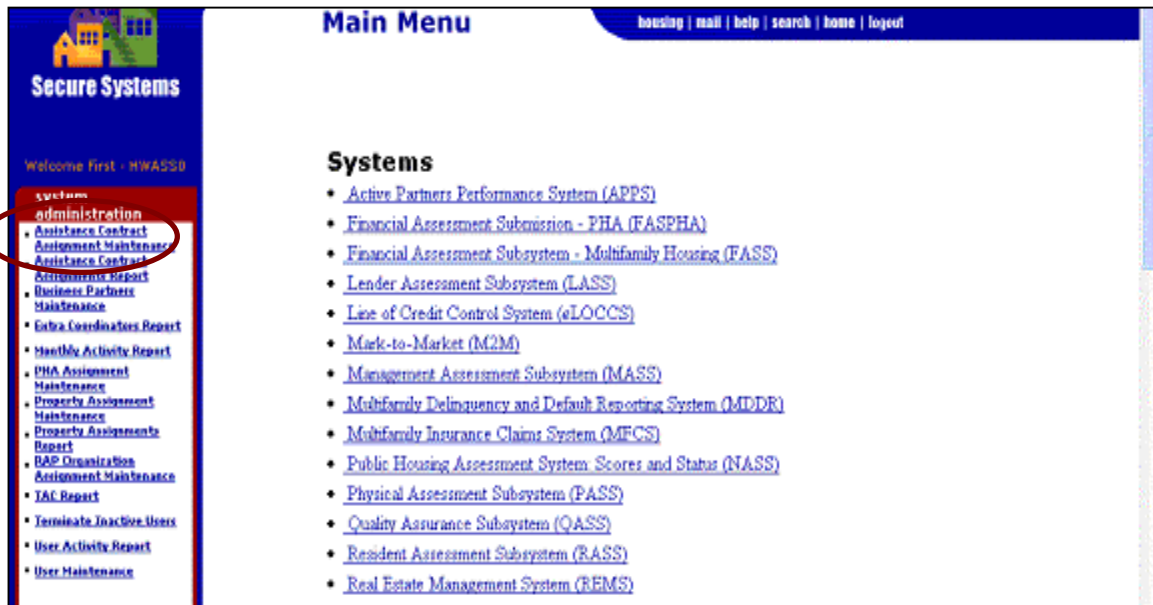 Main Menu
housing | mail | help | search | home | logout
Secure Systems
Welcome First - HWASS0
system
administration
Assistance Contract
Assignment Maintenance
Assistance Contract
Assignments Report
Business Partners
Maintenance
Extra Coordinators Report
Monthly Activity Report
PHA Assignment
Maintenance
Property Assignment
Maintenance
Property Assignments
Report
RAP Organization
Assignment Maintenance
TAC Report
Terminate Inactive Users
User Activity Report
User Maintenance
Systems
Active Partners Performance System (APPS)
Financial Assessment Submission - PHA (FASPHA)
Financial Assessment Subsystem - Multifamily Housing (FASS)
Lender Assessment Subsystem (LASS)
Line of Credit Control System (eLOCCS)
Mark-to-Market (M2M)
Management Assessment Subsystem (MASS)
Multifamily Delinquency and Default Reporting System (MDDR)
Multifamily Insurance Claims System (MFCS)
Public Housing Assessment System: Scores and Status (NASS)
Physical Assessment Subsystem (PASS)
Quality Assurance Subsystem (QASS)
Resident Assessment Subsystem (RASS)
Real Estate Management System (REMS)